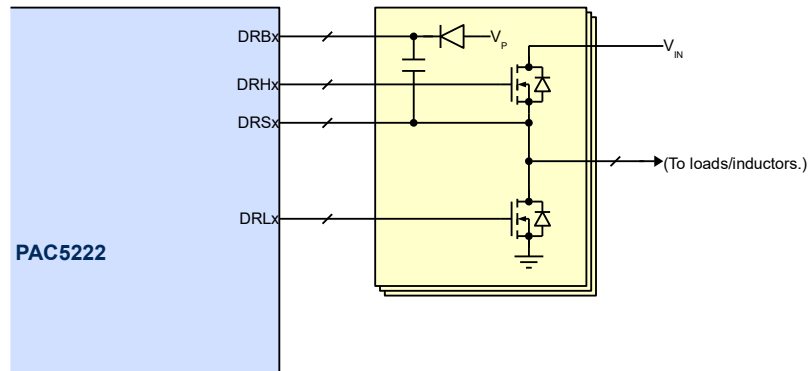 DRBx
V_P
V_IN
DRHx
DRSx
(To loads/inductors.)
DRLx
PAC5222